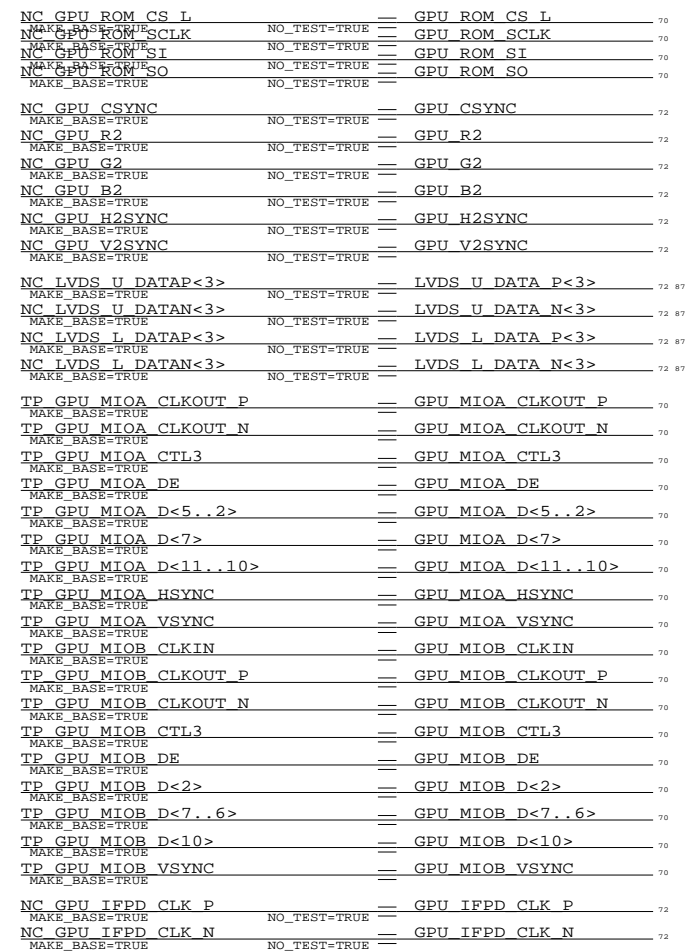 NC_GPU_ROM_CS_L GPU_ROM_CS_L 70
MAKE_BASE=TRUE NO_TEST=TRUE
NC_GPU_ROM_SCLK GPU_ROM_SCLK 70
MAKE_BASE=TRUE NO_TEST=TRUE
NC_GPU_ROM_SI GPU_ROM_SI 70
MAKE_BASE=TRUE NO_TEST=TRUE
NC_GPU_ROM_SO GPU_ROM_SO 70
MAKE_BASE=TRUE NO_TEST=TRUE
NC_GPU_CSYNC GPU_CSYNC 72
MAKE_BASE=TRUE NO_TEST=TRUE
NC_GPU_R2 GPU_R2 72
MAKE_BASE=TRUE NO_TEST=TRUE
NC_GPU_G2 GPU_G2 72
MAKE_BASE=TRUE NO_TEST=TRUE
NC_GPU_B2 GPU_B2 72
MAKE_BASE=TRUE NO_TEST=TRUE
NC_GPU_H2SYNC GPU_H2SYNC 72
MAKE_BASE=TRUE NO_TEST=TRUE
NC_GPU_V2SYNC GPU_V2SYNC 72
MAKE_BASE=TRUE NO_TEST=TRUE
NC_LVDS_U_DATAP<3> LVDS_U_DATA_P<3> 72 87
MAKE_BASE=TRUE NO_TEST=TRUE
NC_LVDS_U_DATAN<3> LVDS_U_DATA_N<3> 72 87
MAKE_BASE=TRUE NO_TEST=TRUE
NC_LVDS_L_DATAP<3> LVDS_L_DATA_P<3> 72 87
MAKE_BASE=TRUE NO_TEST=TRUE
NC_LVDS_L_DATAN<3> LVDS_L_DATA_N<3> 72 87
MAKE_BASE=TRUE NO_TEST=TRUE
TP_GPU_MIOA_CLKOUT_P GPU_MIOA_CLKOUT_P 70
MAKE_BASE=TRUE
TP_GPU_MIOA_CLKOUT_N GPU_MIOA_CLKOUT_N 70
MAKE_BASE=TRUE
TP_GPU_MIOA_CTL3 GPU_MIOA_CTL3 70
MAKE_BASE=TRUE
TP_GPU_MIOA_DE GPU_MIOA_DE 70
MAKE_BASE=TRUE
TP_GPU_MIOA_D<5..2> GPU_MIOA_D<5..2> 70
MAKE_BASE=TRUE
TP_GPU_MIOA_D<7> GPU_MIOA_D<7> 70
MAKE_BASE=TRUE
TP_GPU_MIOA_D<11..10> GPU_MIOA_D<11..10> 70
MAKE_BASE=TRUE
TP_GPU_MIOA_HSYNC GPU_MIOA_HSYNC 70
MAKE_BASE=TRUE
TP_GPU_MIOA_VSYNC GPU_MIOA_VSYNC 70
MAKE_BASE=TRUE
TP_GPU_MIOB_CLKIN GPU_MIOB_CLKIN 70
MAKE_BASE=TRUE
TP_GPU_MIOB_CLKOUT_P GPU_MIOB_CLKOUT_P 70
MAKE_BASE=TRUE
TP_GPU_MIOB_CLKOUT_N GPU_MIOB_CLKOUT_N 70
MAKE_BASE=TRUE
TP_GPU_MIOB_CTL3 GPU_MIOB_CTL3 70
MAKE_BASE=TRUE
TP_GPU_MIOB_DE GPU_MIOB_DE 70
MAKE_BASE=TRUE
TP_GPU_MIOB_D<2> GPU_MIOB_D<2> 70
MAKE_BASE=TRUE
TP_GPU_MIOB_D<7..6> GPU_MIOB_D<7..6> 70
MAKE_BASE=TRUE
TP_GPU_MIOB_D<10> GPU_MIOB_D<10> 70
MAKE_BASE=TRUE
TP_GPU_MIOB_VSYNC GPU_MIOB_VSYNC 70
MAKE_BASE=TRUE
NC_GPU_IFPD_CLK_P GPU_IFPD_CLK_P 72
MAKE_BASE=TRUE NO_TEST=TRUE
NC_GPU_IFPD_CLK_N GPU_IFPD_CLK_N 72
MAKE_BASE=TRUE NO_TEST=TRUE